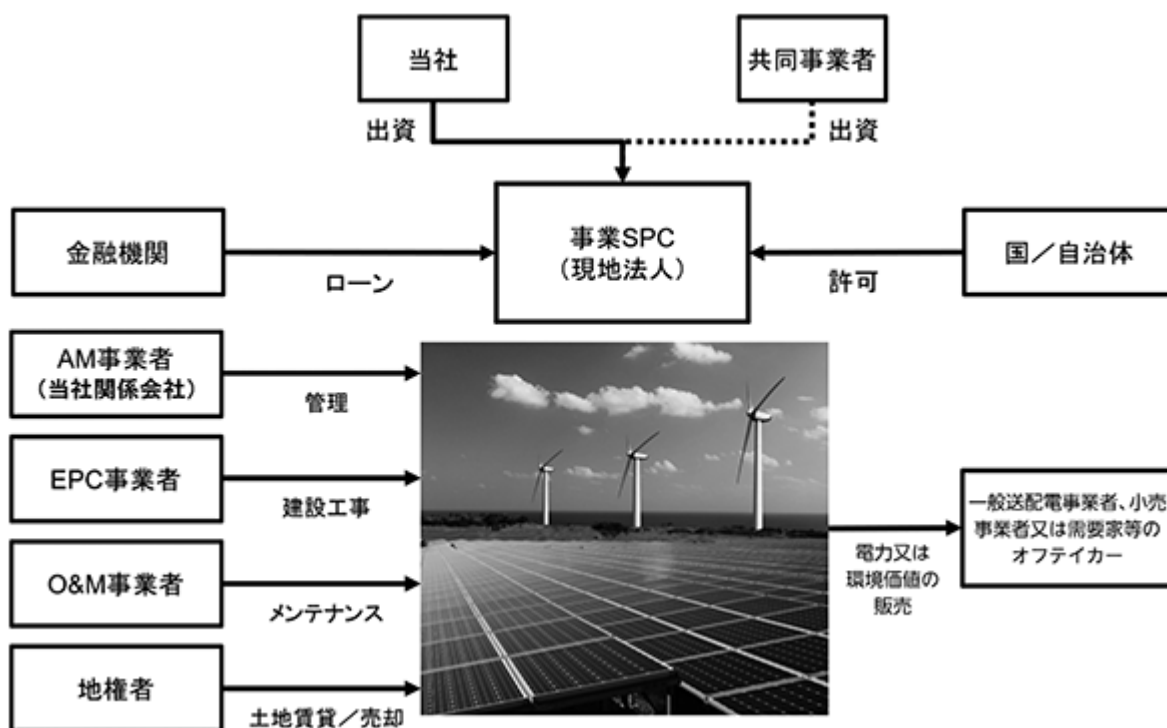 当社
共同事業者
出資
出資
金融機関
ローン
事業SPC
（現地法人）
許可
国／自治体
AM事業者
（当社関係会社）
管理
EPC事業者
建設工事
O&M事業者
メンテナンス
地権者
土地賃貸／売却
電力又は
環境価値の
販売
一般送配電事業者、小売
事業者又は需要家等の
オフテイカー